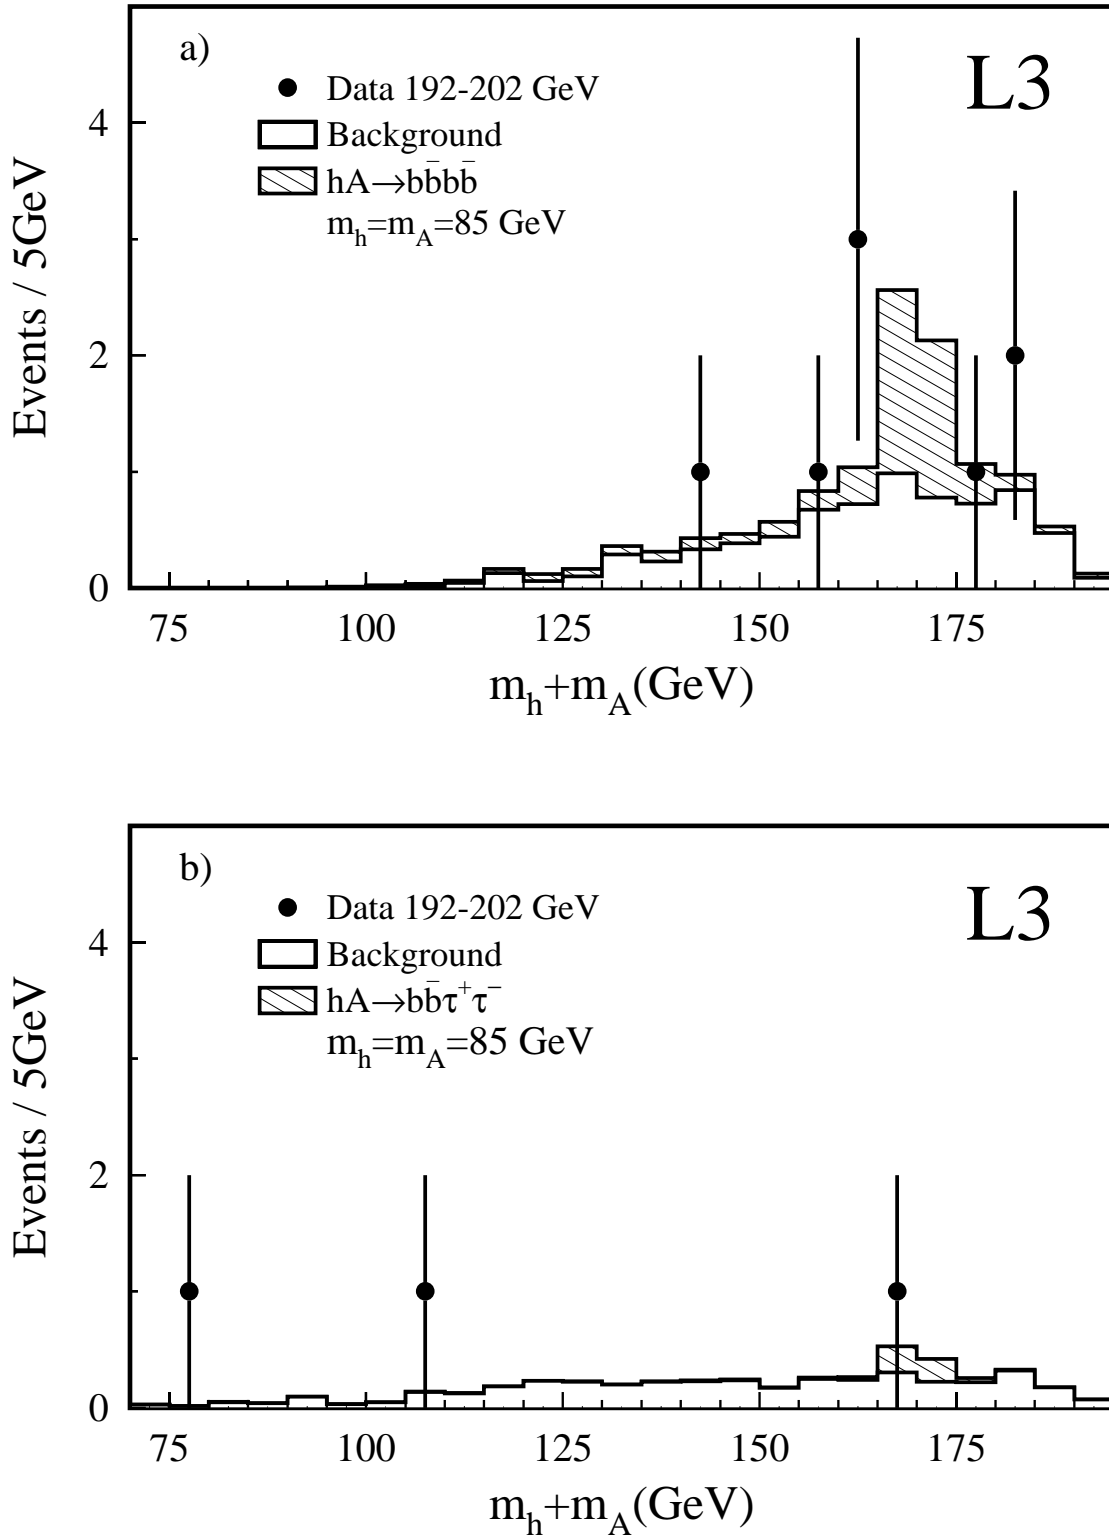 a)
L3
Data 192-202 GeV
Background
hA→bb̄bb̄
m_h=m_A=85 GeV
Events / 5GeV
4
2
0
75 100 125 150 175
m_h+m_A(GeV)
b)
L3
Data 192-202 GeV
Background
hA→bb̄τ⁺τ⁻
m_h=m_A=85 GeV
Events / 5GeV
4
2
0
75 100 125 150 175
m_h+m_A(GeV)